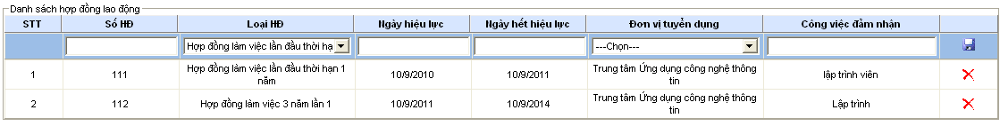 Danh sách hợp đồng lao động
STT Số HĐ Loại HĐ Ngày hiệu lực Ngày hết hiệu lực Đơn vị tuyển dụng Công việc đảm nhận
Hợp đồng làm việc lần đầu thời hạ ---Chọn---
1 111 Hợp đồng làm việc lần đầu thời hạn 1 năm 10/9/2010 10/9/2011 Trung tâm Ứng dụng công nghệ thông tin lập trình viên
2 112 Hợp đồng làm việc 3 năm lần 1 10/9/2011 10/9/2014 Trung tâm Ứng dụng công nghệ thông tin Lập trình